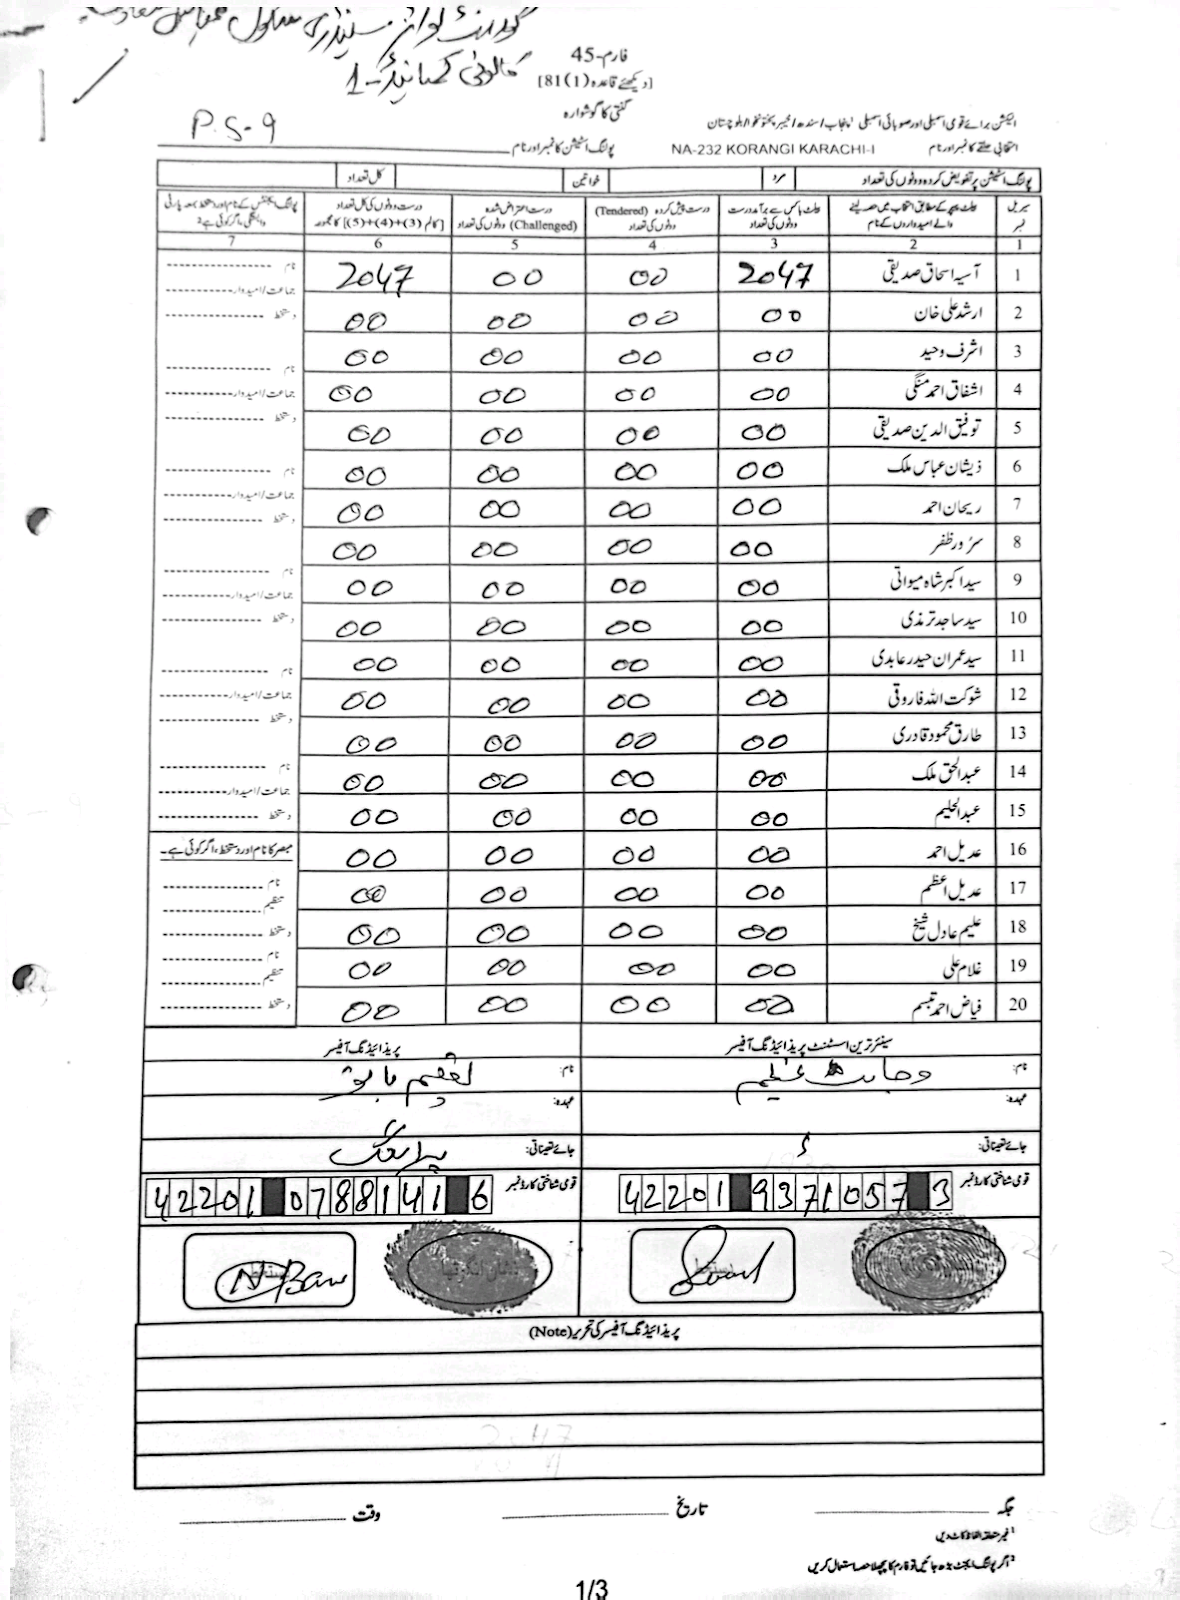 گورنمنٹ بوائز سیکنڈری سکول
کالونی کمپاؤنڈ-1
فارم-45
[دیکھئے قاعدہ (1)81]
گنتی کا گوشوارہ
الیکشن برائے قومی اسمبلی اور صوبائی اسمبلی ¹پنجاب/سندھ/خیبر پختونخوا/بلوچستان
انتخابی حلقے کا نمبر اور نام NA-232 KORANGI KARACHI-I پولنگ اسٹیشن کا نمبر اور نام P.S-9
پولنگ اسٹیشن پر تفویض کردہ ووٹوں کی تعداد مرد خواتین کل تعداد
سیریل نمبر
بیلٹ پیپر کے مطابق انتخاب میں حصہ لینے والے امیدواروں کے نام
بیلٹ باکس سے برآمد درست ووٹوں کی تعداد
درست پیش کردہ (Tendered) ووٹوں کی تعداد
درست اعتراض شدہ (Challenged) ووٹوں کی تعداد
درست ووٹوں کی کل تعداد [کالم (3)+(4)+(5) کا مجموعہ]
پولنگ ایجنٹس کے نام اور دستخط بمعہ پارٹی وابستگی، اگر کوئی ہے ²
1 2 3 4 5 6 7
1 آسیہ اسحاق صدیقی 2047 00 00 2047
2 ارشد علی خان 00 00 00 00
3 اشرف وحید 00 00 00 00
4 اشفاق احمد منگی 00 00 00 00
5 توفیق الدین صدیقی 00 00 00 00
6 ذیشان عباس ملک 00 00 00 00
7 ریحان احمد 00 00 00 00
8 سرور ظفر 00 00 00 00
9 سید اکبر شاہ میواتی 00 00 00 00
10 سید ساجد ترمذی 00 00 00 00
11 سید عمران حیدر عابدی 00 00 00 00
12 شوکت اللہ فاروقی 00 00 00 00
13 طارق محمود قادری 00 00 00 00
14 عبدالحق ملک 00 00 00 00
15 عبدالحلیم 00 00 00 00
16 عدیل احمد 00 00 00 00
17 عدیل اعظم 00 00 00 00
18 علیم عادل شیخ 00 00 00 00
19 غلام علی 00 00 00 00
20 فیاض احمد تبسم 00 00 00 00
نام
جماعت/امیدوار
دستخط
نام
جماعت/امیدوار
دستخط
نام
جماعت/امیدوار
دستخط
نام
جماعت/امیدوار
دستخط
نام
جماعت/امیدوار
دستخط
نام
جماعت/امیدوار
دستخط
مبصر کا نام اور دستخط، اگر کوئی ہے۔
نام
تنظیم
دستخط
نام
تنظیم
دستخط
سینئر ترین اسسٹنٹ پریذائیڈنگ آفیسر پریذائیڈنگ آفیسر
نام: عظیم نام: بانو
عہدہ: عہدہ:
جائے تعیناتی: جائے تعیناتی:
قومی شناختی کارڈ نمبر 42201 9371057 3 قومی شناختی کارڈ نمبر 42201 0788141 6
دستخط نشان انگوٹھا دستخط
پریذائیڈنگ آفیسر کی تحریر (Note)
جگہ تاریخ وقت
¹غیر متعلقہ الفاظ کاٹ دیں
²اگر پولنگ ایجنٹ بڑھ جائیں تو فارم کا پچھلا حصہ استعمال کریں
1/3